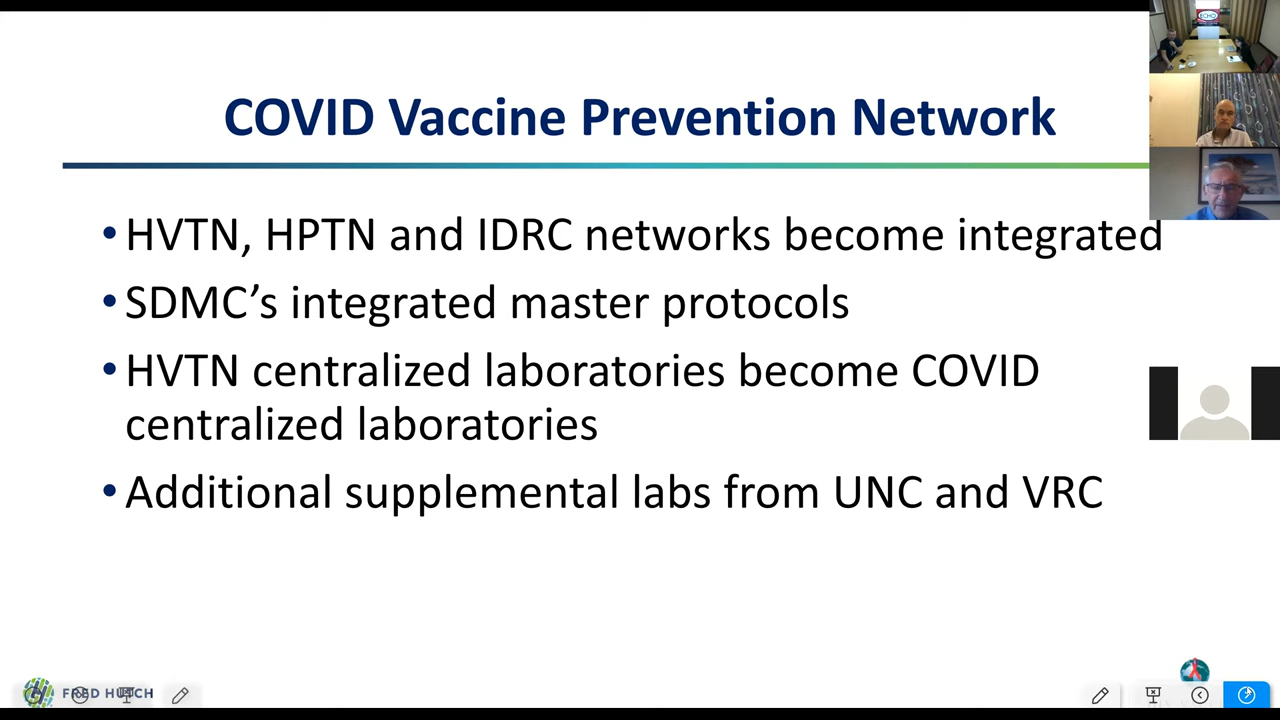 COVID Vaccine Prevention Network
•HVTN, HPTN and IDRC networks become integrated
•SDMC’s integrated master protocols
•HVTN centralized laboratories become COVID
centralized laboratories
•Additional supplemental labs from UNC and VRC
FRED HUTCH
ECHO